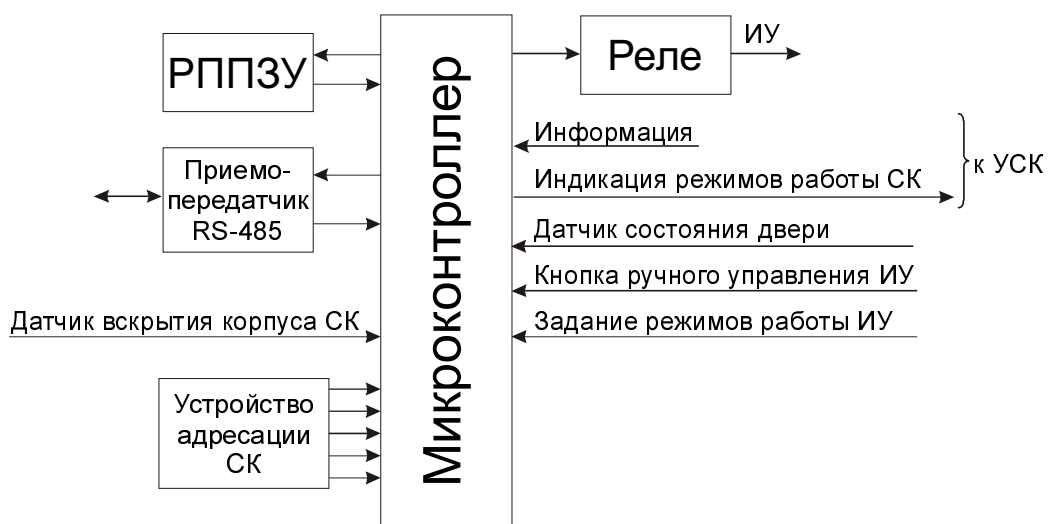 РППЗУ
Приемо-
передатчик
RS-485
Датчик вскрытия корпуса СК
Устройство
адресации
СК
Микроконтроллер
Реле
ИУ
Информация
Индикация режимов работы СК
к УСК
Датчик состояния двери
Кнопка ручного управления ИУ
Задание режимов работы ИУ